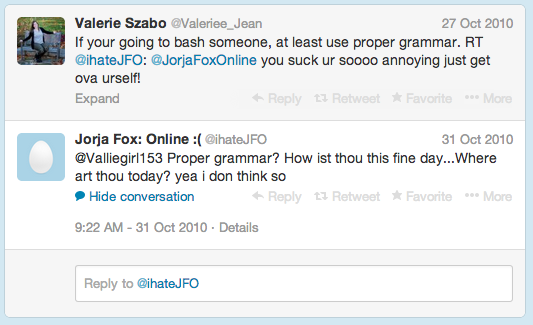 Valerie Szabo @Valeriee_Jean 27 Oct 2010
If your going to bash someone, at least use proper grammar. RT
@ihateJFO: @JorjaFoxOnline you suck ur soooo annoying just get
ova urself!
Expand Reply Retweet Favorite More
Jorja Fox: Online :( @ihateJFO 31 Oct 2010
@Valliegirl153 Proper grammar? How ist thou this fine day...Where
art thou today? yea i don think so
Hide conversation Reply Retweet Favorite More
9:22 AM - 31 Oct 2010 · Details
Reply to @ihateJFO